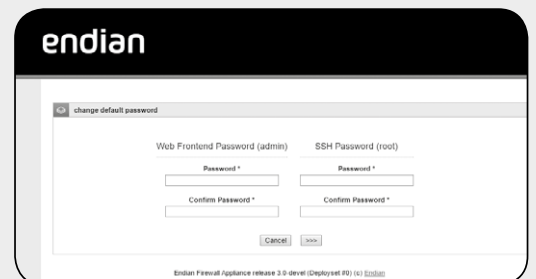 endian
change default password
Web Frontend Password (admin) SSH Password (root)
Password * Password *
Confirm Password * Confirm Password *
Cancel >>>
Endian Firewall Appliance release 3.0-devel (Deployset #0) (c) Endian